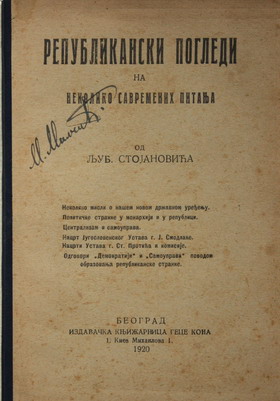 РЕПУБЛИКАНСКИ ПОГЛЕДИ
НА
НЕКОЛИКО САВРЕМЕНИХ ПИТАЊА
ОД
ЉУБ. СТОЈАНОВИЋА
Неколико мисли о нашем новом државном уређењу.
Политичке странке у монархији и у републици.
Централизам и самоуправа.
Нацрт Југословенског Устава г. Ј. Смодлаке.
Нацрти Устава г. Ст. Протића и комисије.
Одговори „Демократији“ и „Самоуправи“ поводом
образовања републиканске странке.
БЕОГРАД
ИЗДАВАЧКА КЊИЖАРНИЦА ГЕЦЕ КОНА
1, Кнез Михаилова 1.
1920